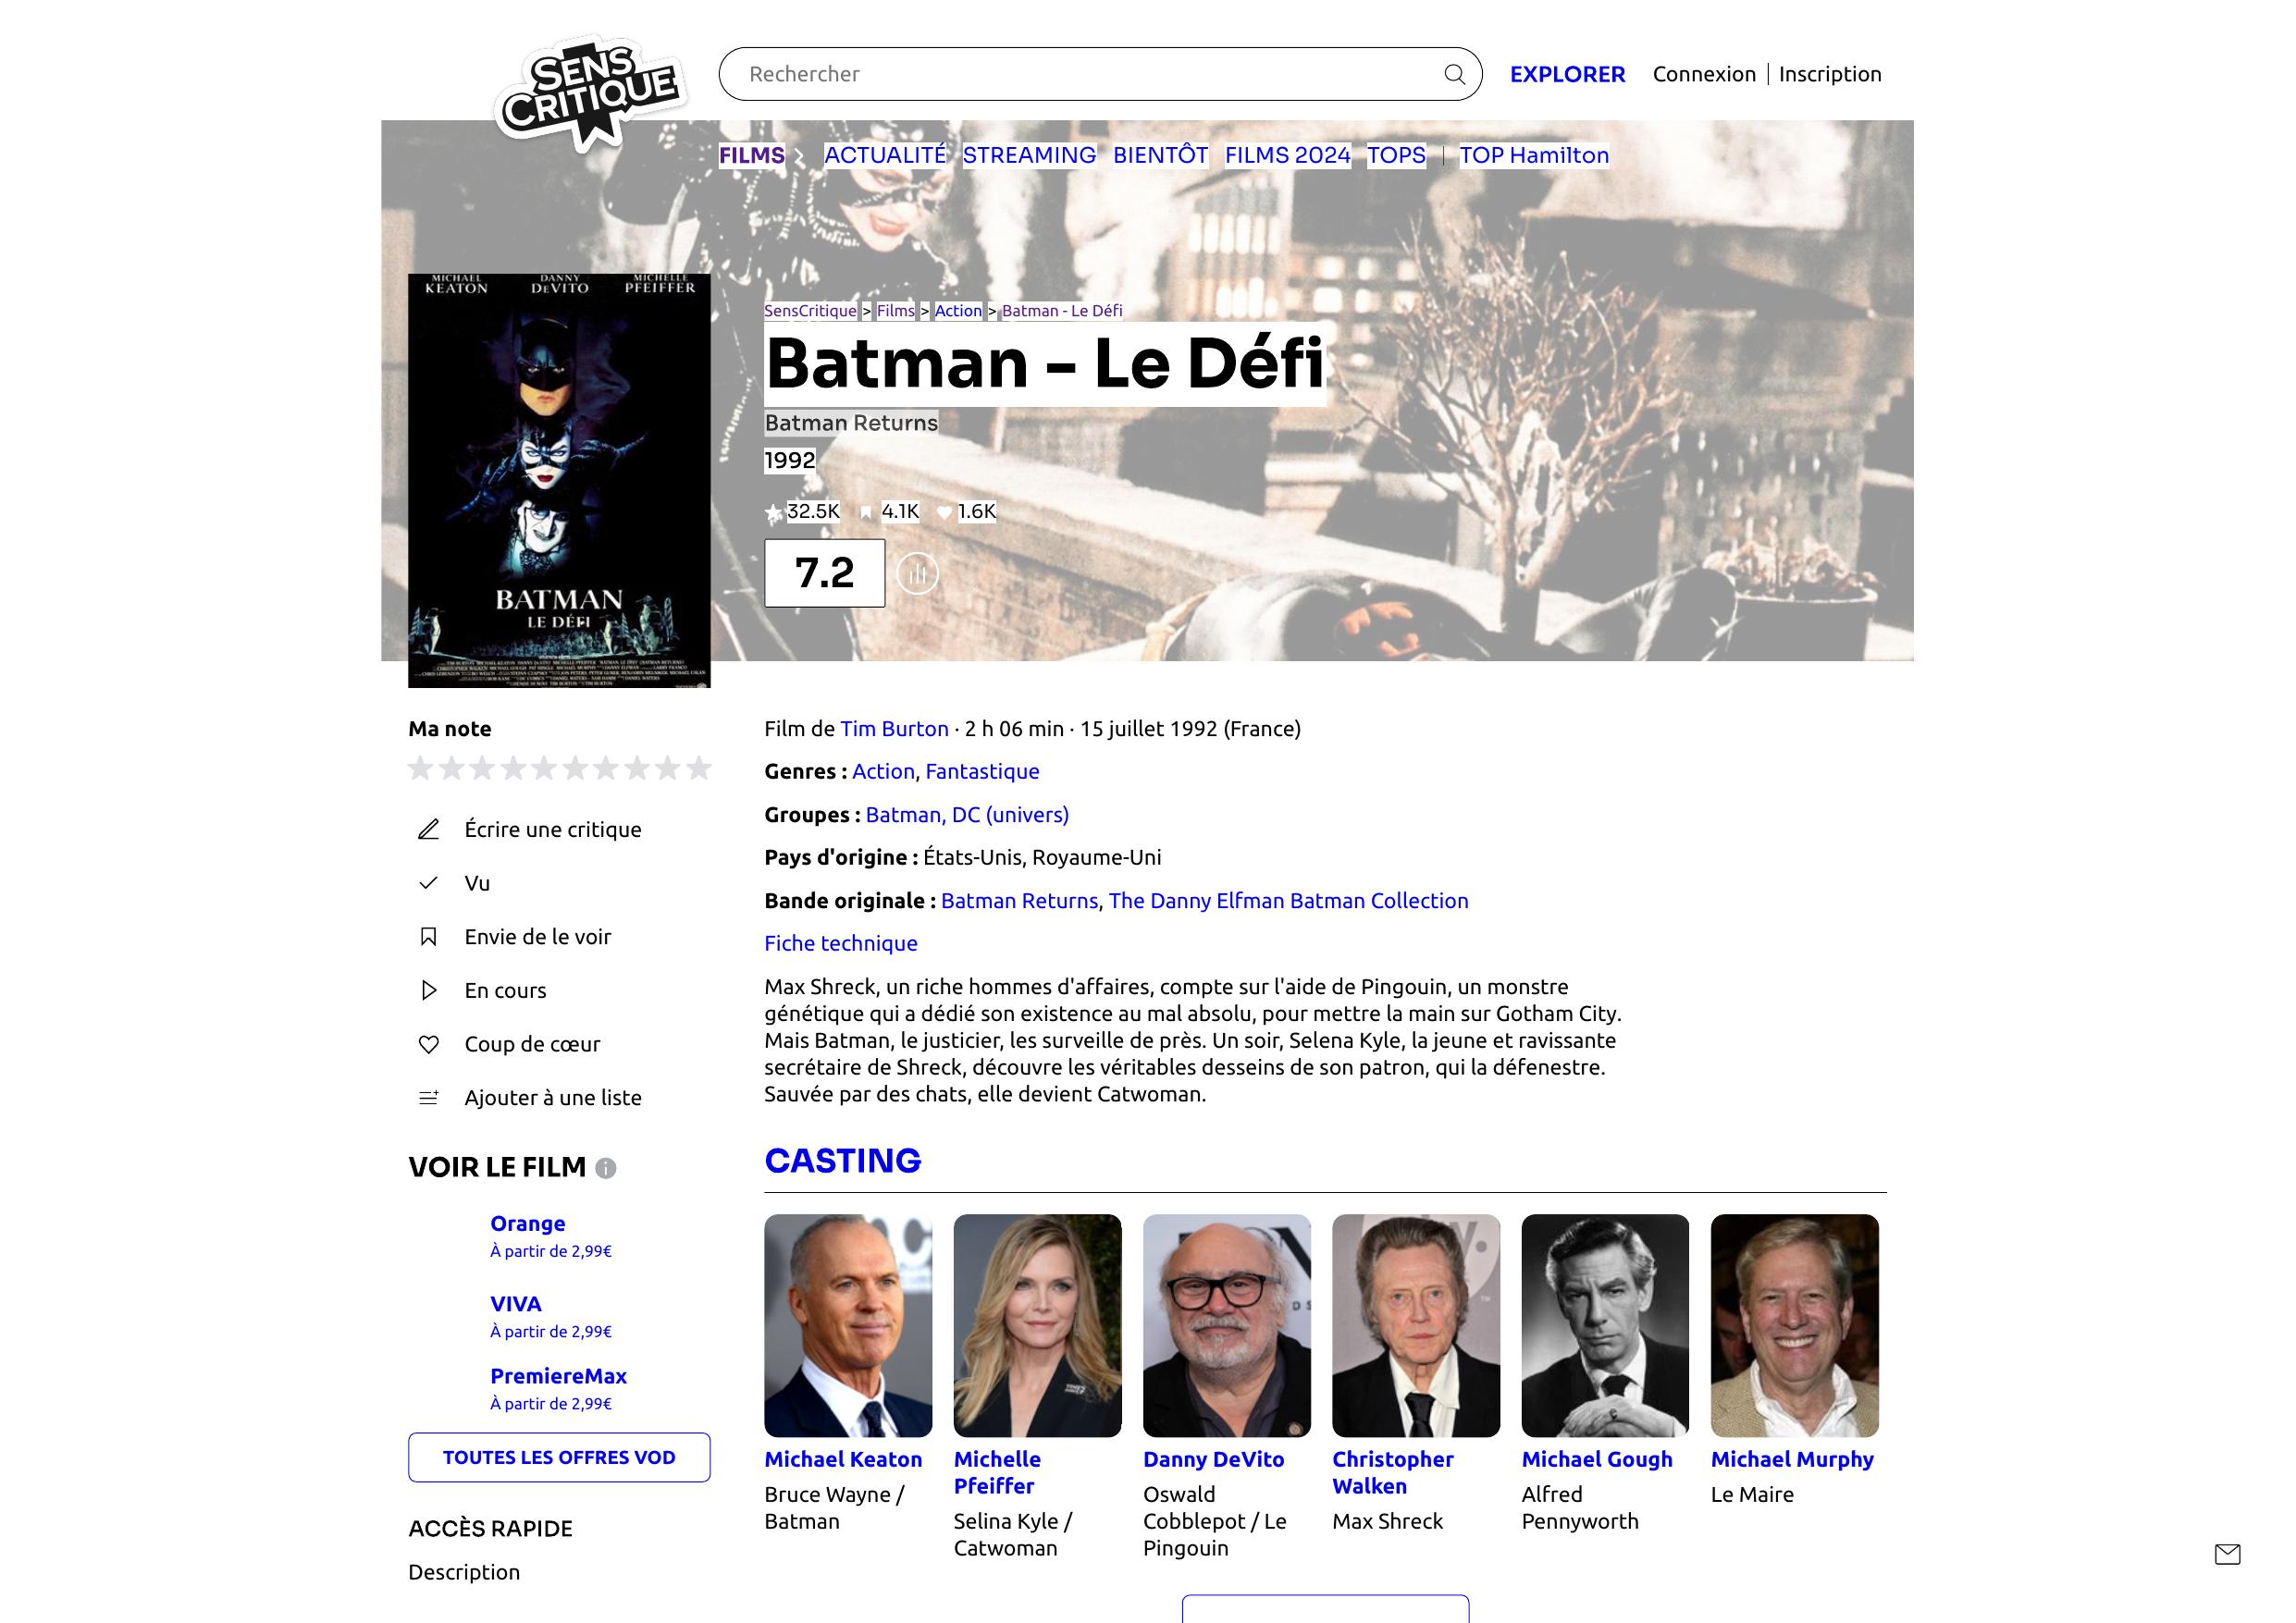 SENS
CRITIQUE
Rechercher
EXPLORER
Connexion
Inscription
FILMS
ACTUALITÉ
STREAMING
BIENTÔT
FILMS 2024
TOPS
TOP Hamilton
MICHAEL KEATON
DANNY DEVITO
MICHELLE PFEIFFER
BATMAN
LE DÉFI
SensCritique > Films > Action > Batman - Le Défi
Batman - Le Défi
Batman Returns
1992
32.5K
4.1K
1.6K
7.2
Ma note
Écrire une critique
Vu
Envie de le voir
En cours
Coup de cœur
Ajouter à une liste
VOIR LE FILM
Orange
À partir de 2,99€
VIVA
À partir de 2,99€
PremiereMax
À partir de 2,99€
TOUTES LES OFFRES VOD
ACCÈS RAPIDE
Description
Film de Tim Burton · 2 h 06 min · 15 juillet 1992 (France)
Genres : Action, Fantastique
Groupes : Batman, DC (univers)
Pays d'origine : États-Unis, Royaume-Uni
Bande originale : Batman Returns, The Danny Elfman Batman Collection
Fiche technique
Max Shreck, un riche hommes d'affaires, compte sur l'aide de Pingouin, un monstre
génétique qui a dédié son existence au mal absolu, pour mettre la main sur Gotham City.
Mais Batman, le justicier, les surveille de près. Un soir, Selena Kyle, la jeune et ravissante
secrétaire de Shreck, découvre les véritables desseins de son patron, qui la défenestre.
Sauvée par des chats, elle devient Catwoman.
CASTING
Michael Keaton
Bruce Wayne /
Batman
Michelle
Pfeiffer
Selina Kyle /
Catwoman
Danny DeVito
Oswald
Cobblepot / Le
Pingouin
Christopher
Walken
Max Shreck
Michael Gough
Alfred
Pennyworth
Michael Murphy
Le Maire